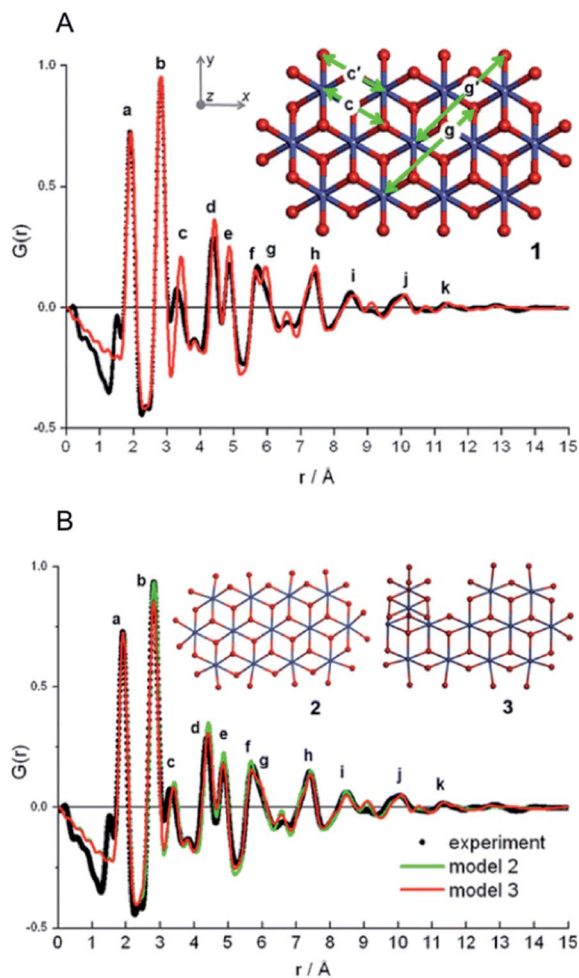 A
y
z x
c'
c
g'
g
1
1.0
0.5
0.0
-0.5
G(r)
a
b
c
d
e
f
g
h
i
j
k
0 1 2 3 4 5 6 7 8 9 10 11 12 13 14 15
r / Å
B
2
3
1.0
0.5
0.0
-0.5
G(r)
a
b
c
d
e
f
g
h
i
j
k
experiment
model 2
model 3
0 1 2 3 4 5 6 7 8 9 10 11 12 13 14 15
r / Å